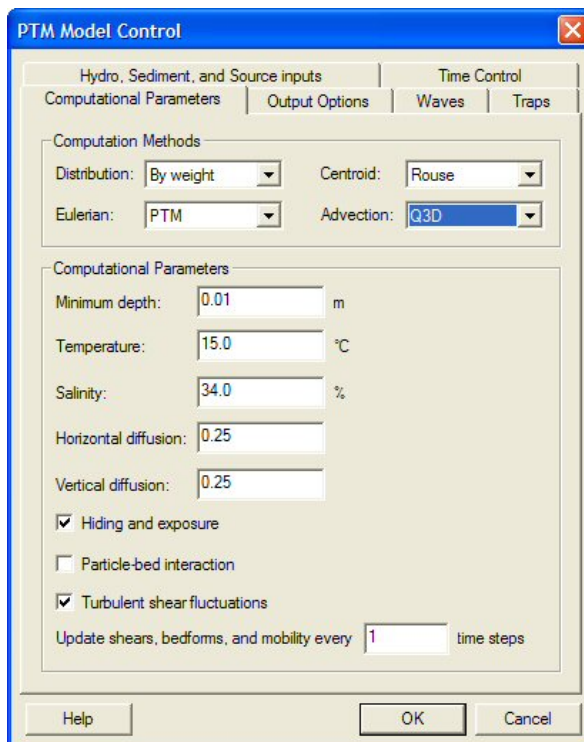 PTM Model Control
Hydro, Sediment, and Source inputs Time Control
Computational Parameters Output Options Waves Traps
Computation Methods
Distribution: By weight Centroid: Rouse
Eulerian: PTM Advection: Q3D
Computational Parameters
Minimum depth: 0.01 m
Temperature: 15.0 °C
Salinity: 34.0 %
Horizontal diffusion: 0.25
Vertical diffusion: 0.25
Hiding and exposure
Particle-bed interaction
Turbulent shear fluctuations
Update shears, bedforms, and mobility every 1 time steps
Help OK Cancel